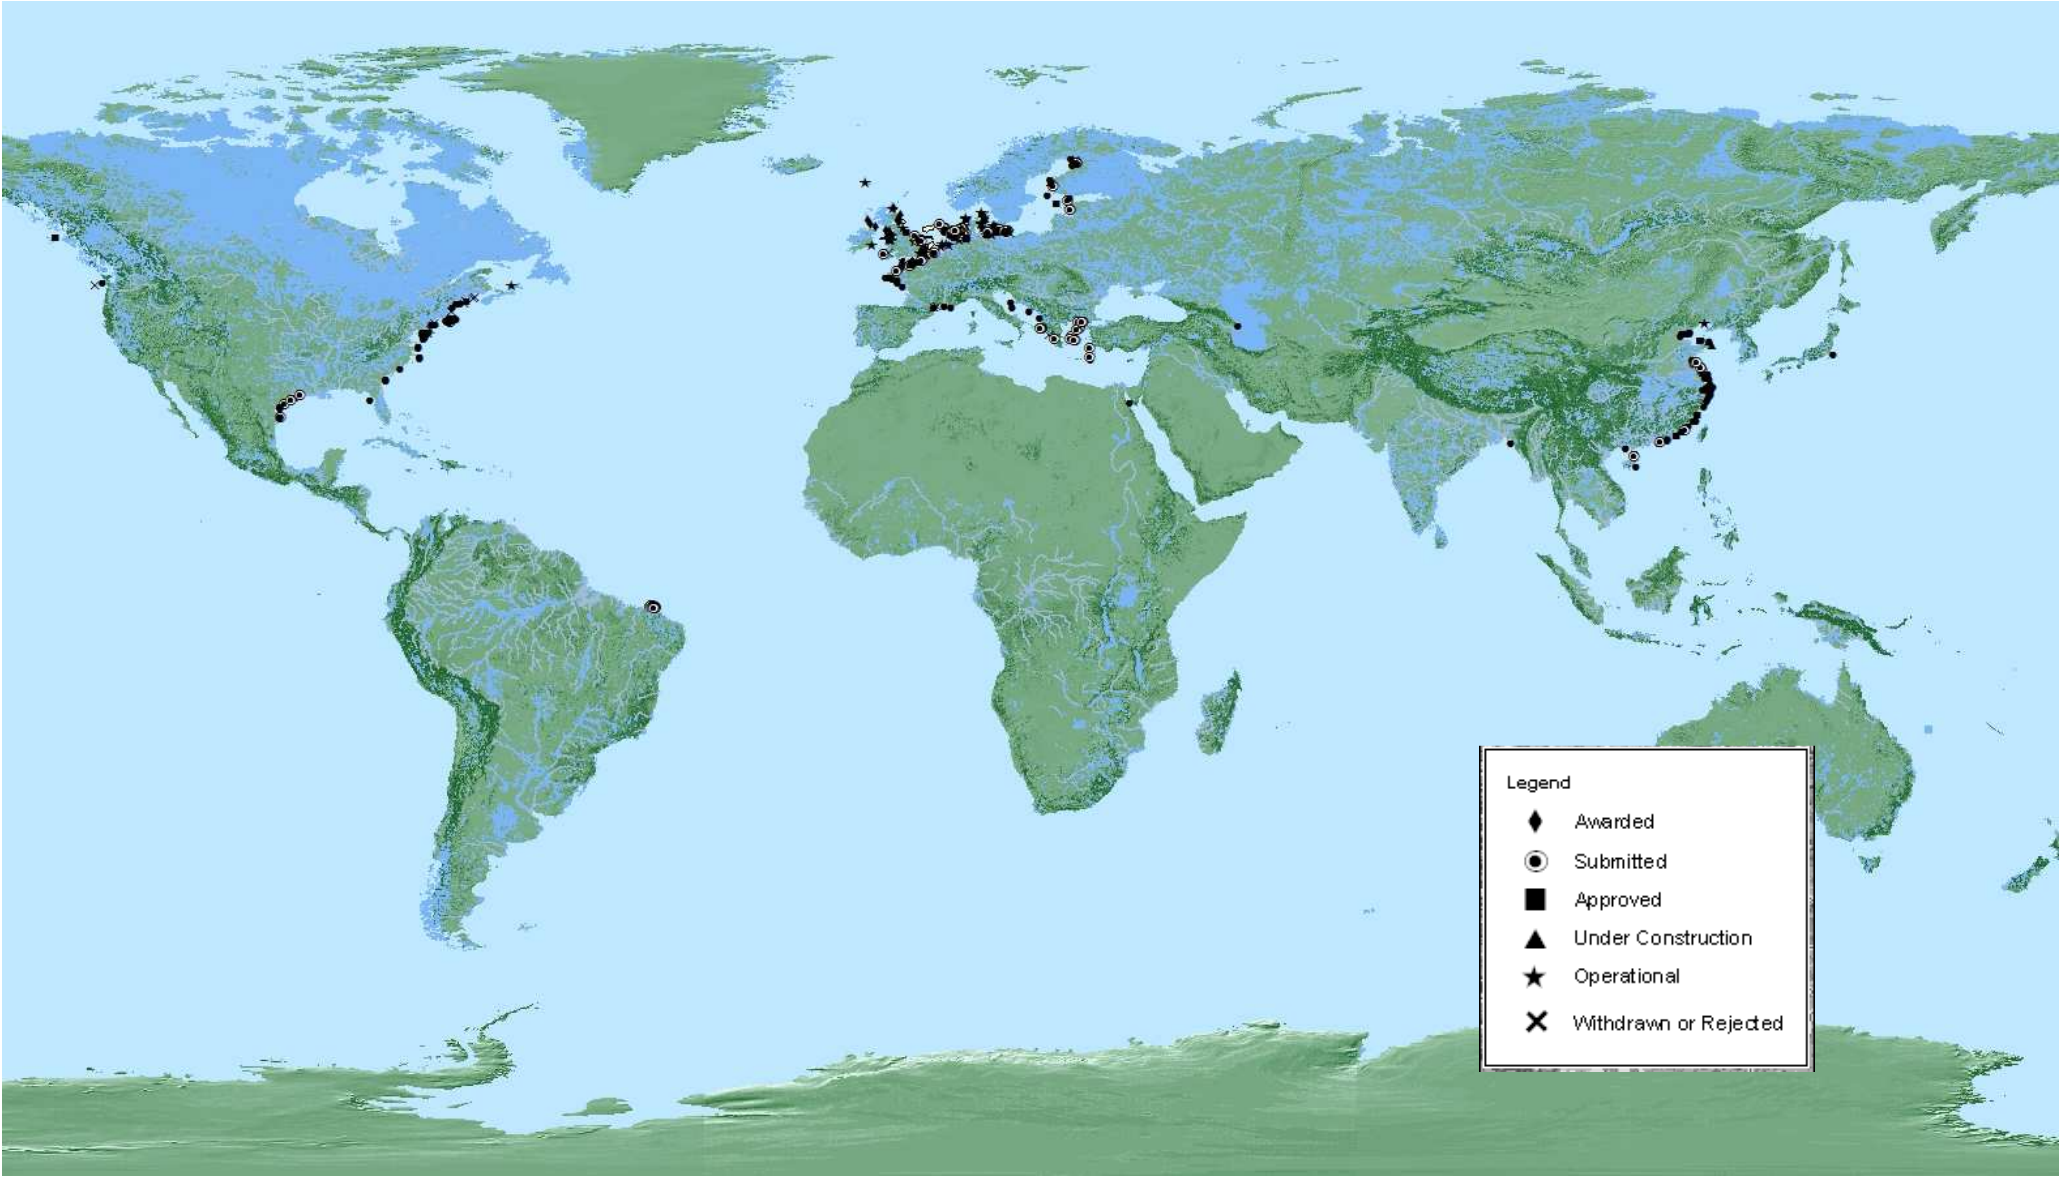 Legend
Awarded
Submitted
Approved
Under Construction
Operational
Withdrawn or Rejected